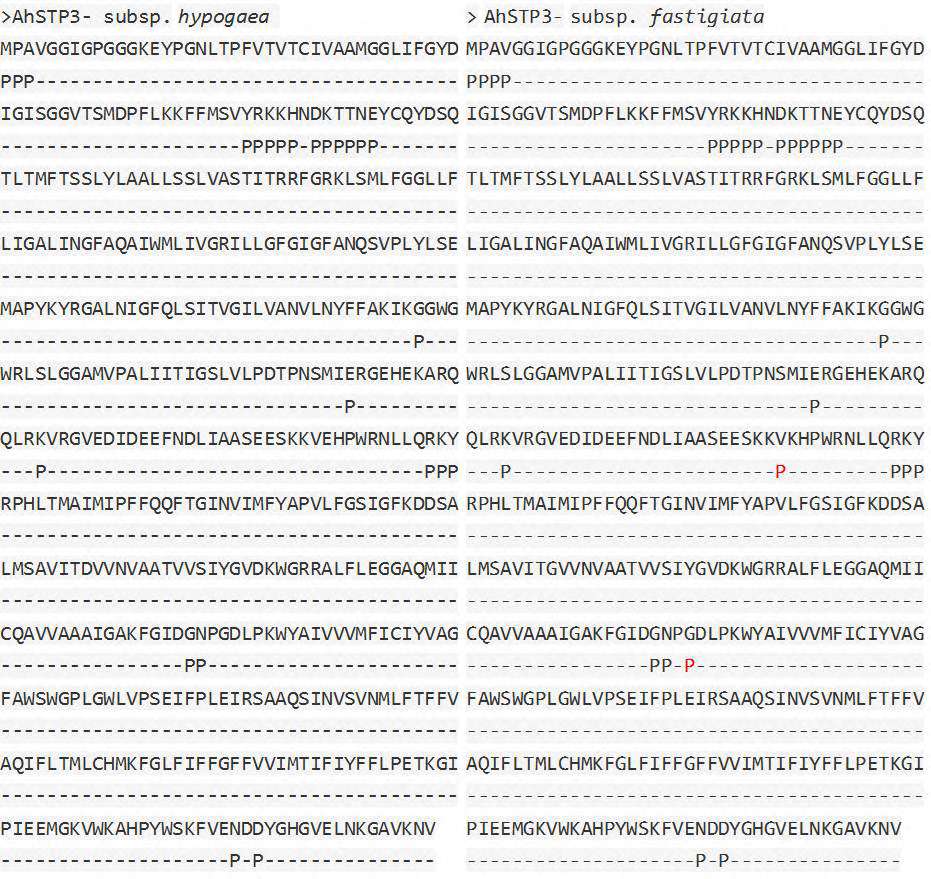 >AhSTP3- subsp. hypogaea
MPAVGGIGPGGGKEYPGNLTPFVTVTCIVAAMGGLIFGYD
PPP-------------------------------------
IGISGGVTSMDPFLKKFFMSVYRKKHNDKTTNEYCQYDSQ
---------------------PPPPP-PPPPPP-------
TLTMFTSSLYLAALLSSLVASTITRRFGRKLSMLFGGLLF
----------------------------------------
LIGALINGFAQAIWMLIVGRILLGFGIGFANQSVPLYLSE
----------------------------------------
MAPYKYRGALNIGFQLSITVGILVANVLNYFFAKIKGGWG
------------------------------------P---
WRLSLGGAMVPALIITIGSLVLPDTPNSMIERGEHEKARQ
------------------------------P---------
QLRKVRGVEDIDEEFNDLIAASEESKKVEHPWRNLLQRKY
---P---------------------------------PPP
RPHLTMAIMIPFFQQFTGINVIMFYAPVLFGSIGFKDDSA
----------------------------------------
LMSAVITDVVNVAATVVSIYGVDKWGRRALFLEGGAQMII
----------------------------------------
CQAVVAAAIGAKFGIDGNPGDLPKWYAIVVVMFICIYVAG
----------------PP----------------------
FAWSWGPLGWLVPSEIFPLEIRSAAQSINVSVNMLFTFFV
----------------------------------------
AQIFLTMLCHMKFGLFIFFGFFVVIMTIFIYFFLPETKGI
----------------------------------------
PIEEMGKVWKAHPYWSKFVENDDYGHGVELNKGAVKNV
--------------------P-P---------------
> AhSTP3- subsp. fastigiata
MPAVGGIGPGGGKEYPGNLTPFVTVTCIVAAMGGLIFGYD
PPPP------------------------------------
IGISGGVTSMDPFLKKFFMSVYRKKHNDKTTNEYCQYDSQ
---------------------PPPPP-PPPPPP-------
TLTMFTSSLYLAALLSSLVASTITRRFGRKLSMLFGGLLF
----------------------------------------
LIGALINGFAQAIWMLIVGRILLGFGIGFANQSVPLYLSE
----------------------------------------
MAPYKYRGALNIGFQLSITVGILVANVLNYFFAKIKGGWG
------------------------------------P---
WRLSLGGAMVPALIITIGSLVLPDTPNSMIERGEHEKARQ
------------------------------P---------
QLRKVRGVEDIDEEFNDLIAASEESKKVKHPWRNLLQRKY
---P-----------------------P---------PPP
RPHLTMAIMIPFFQQFTGINVIMFYAPVLFGSIGFKDDSA
----------------------------------------
LMSAVITGVVNVAATVVSIYGVDKWGRRALFLEGGAQMII
----------------------------------------
CQAVVAAAIGAKFGIDGNPGDLPKWYAIVVVMFICIYVAG
----------------PP-P--------------------
FAWSWGPLGWLVPSEIFPLEIRSAAQSINVSVNMLFTFFV
----------------------------------------
AQIFLTMLCHMKFGLFIFFGFFVVIMTIFIYFFLPETKGI
----------------------------------------
PIEEMGKVWKAHPYWSKFVENDDYGHGVELNKGAVKNV
--------------------P-P---------------